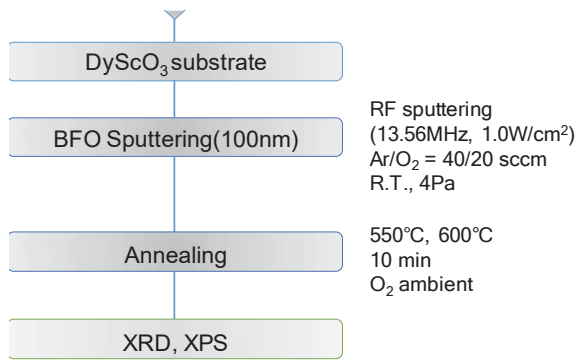 DyScO₃ substrate
BFO Sputtering(100nm)
RF sputtering
(13.56MHz, 1.0W/cm²)
Ar/O₂ = 40/20 sccm
R.T., 4Pa
Annealing
550℃, 600℃
10 min
O₂ ambient
XRD, XPS